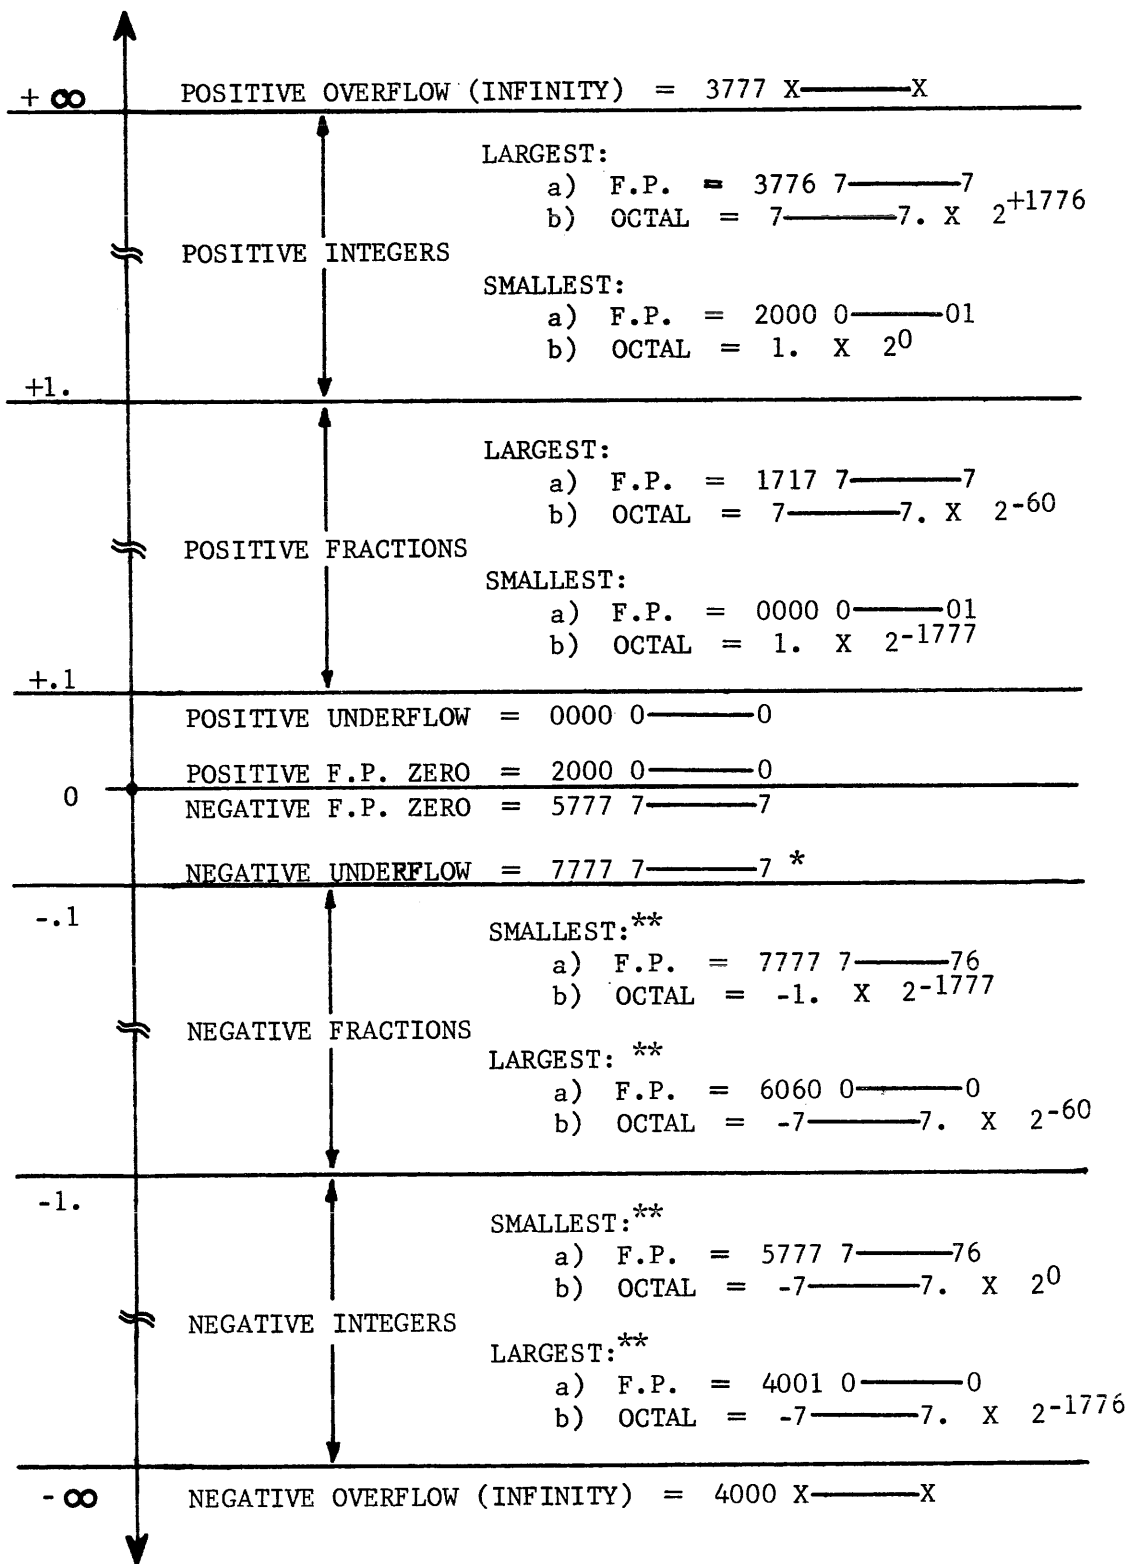 + ∞ POSITIVE OVERFLOW (INFINITY) = 3777 X———X
LARGEST:
a) F.P. = 3776 7———7
b) OCTAL = 7———7. X 2+1776
POSITIVE INTEGERS
SMALLEST:
a) F.P. = 2000 0———01
b) OCTAL = 1. X 20
+1.
LARGEST:
a) F.P. = 1717 7———7
b) OCTAL = 7———7. X 2-60
POSITIVE FRACTIONS
SMALLEST:
a) F.P. = 0000 0———01
b) OCTAL = 1. X 2-1777
+.1
POSITIVE UNDERFLOW = 0000 0———0
POSITIVE F.P. ZERO = 2000 0———0
0
NEGATIVE F.P. ZERO = 5777 7———7
NEGATIVE UNDERFLOW = 7777 7———7 *
-.1
SMALLEST:**
a) F.P. = 7777 7———76
b) OCTAL = -1. X 2-1777
NEGATIVE FRACTIONS
LARGEST: **
a) F.P. = 6060 0———0
b) OCTAL = -7———7. X 2-60
-1.
SMALLEST:**
a) F.P. = 5777 7———76
b) OCTAL = -7———7. X 20
NEGATIVE INTEGERS
LARGEST:**
a) F.P. = 4001 0———0
b) OCTAL = -7———7. X 2-1776
- ∞ NEGATIVE OVERFLOW (INFINITY) = 4000 X———X